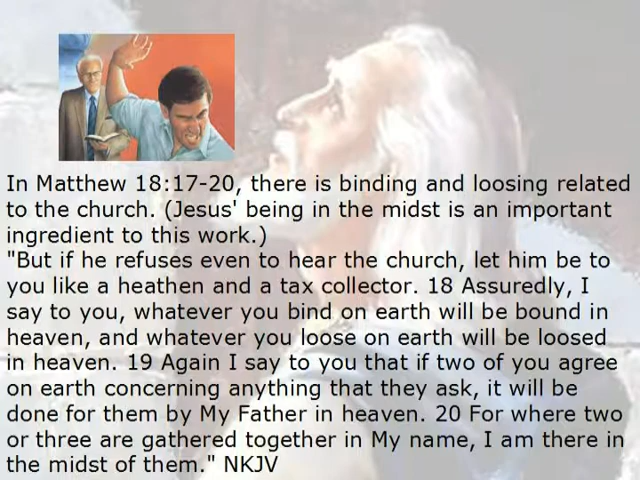 In Matthew 18:17-20, there is binding and loosing related
to the church. (Jesus' being in the midst is an important
ingredient to this work.)
"But if he refuses even to hear the church, let him be to
you like a heathen and a tax collector. 18 Assuredly, I
say to you, whatever you bind on earth will be bound in
heaven, and whatever you loose on earth will be loosed
in heaven. 19 Again I say to you that if two of you agree
on earth concerning anything that they ask, it will be
done for them by My Father in heaven. 20 For where two
or three are gathered together in My name, I am there in
the midst of them." NKJV